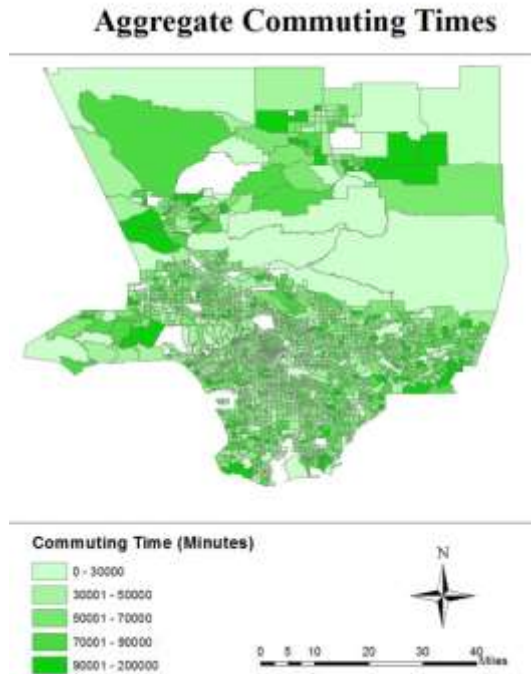 Aggregate Commuting Times
Commuting Time (Minutes)
0 - 30000
30001 - 50000
50001 - 70000
70001 - 90000
90001 - 200000
N
0 5 10 20 30 40
Miles